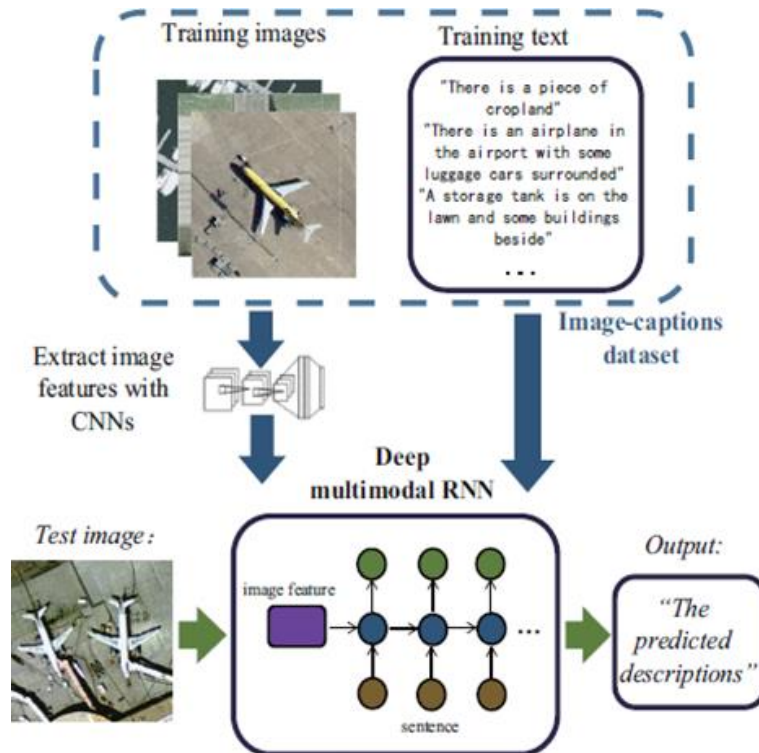 Training images
Training text
"There is a piece of
cropland"
"There is an airplane in
the airport with some
luggage cars surrounded"
"A storage tank is on the
lawn and some buildings
beside"
...
Image-captions
dataset
Extract image
features with
CNNs
Deep
multimodal RNN
Test image:
image feature
...
sentence
Output:
“The
predicted
descriptions”